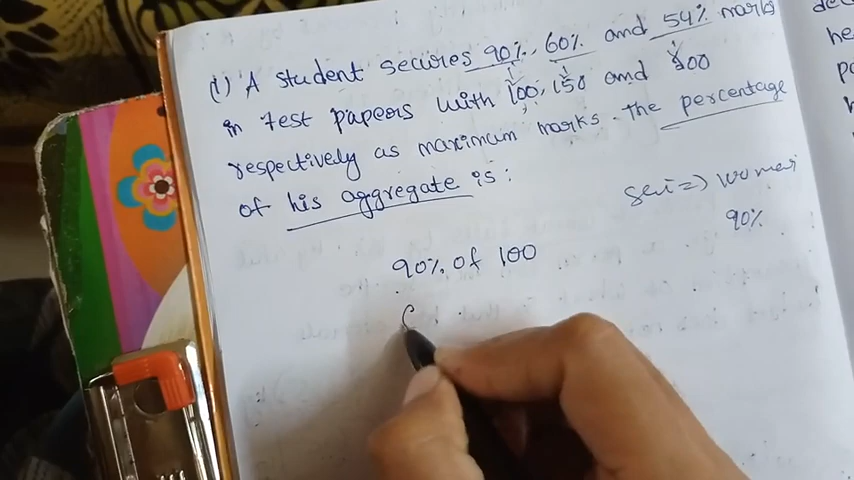 (1) A student secures 90%, 60% and 54% marks
in test papers with 100, 150 and 200
respectively as maximum marks. The percentage
of his aggregate is:
90%
90% of 100